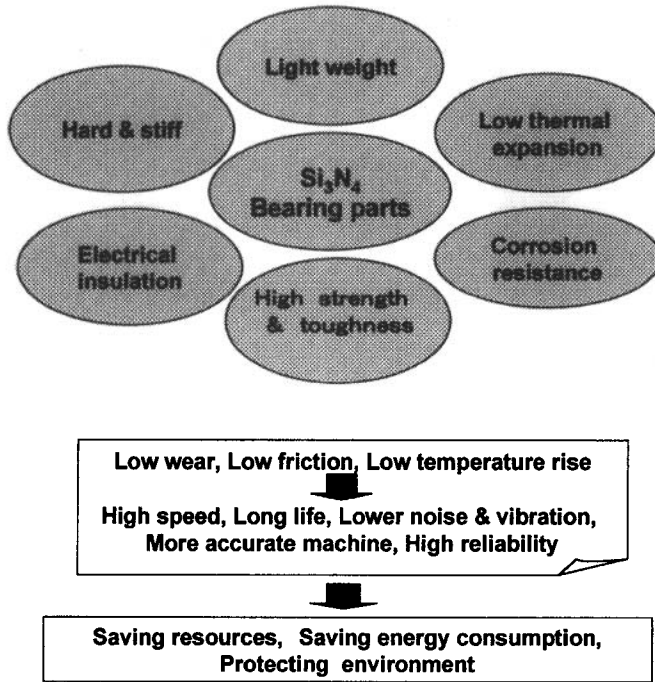 Light weight
Hard & stiff
Low thermal
expansion
Si₃N₄
Bearing parts
Electrical
insulation
Corrosion
resistance
High strength
& toughness
Low wear, Low friction, Low temperature rise
High speed, Long life, Lower noise & vibration,
More accurate machine, High reliability
Saving resources, Saving energy consumption,
Protecting environment